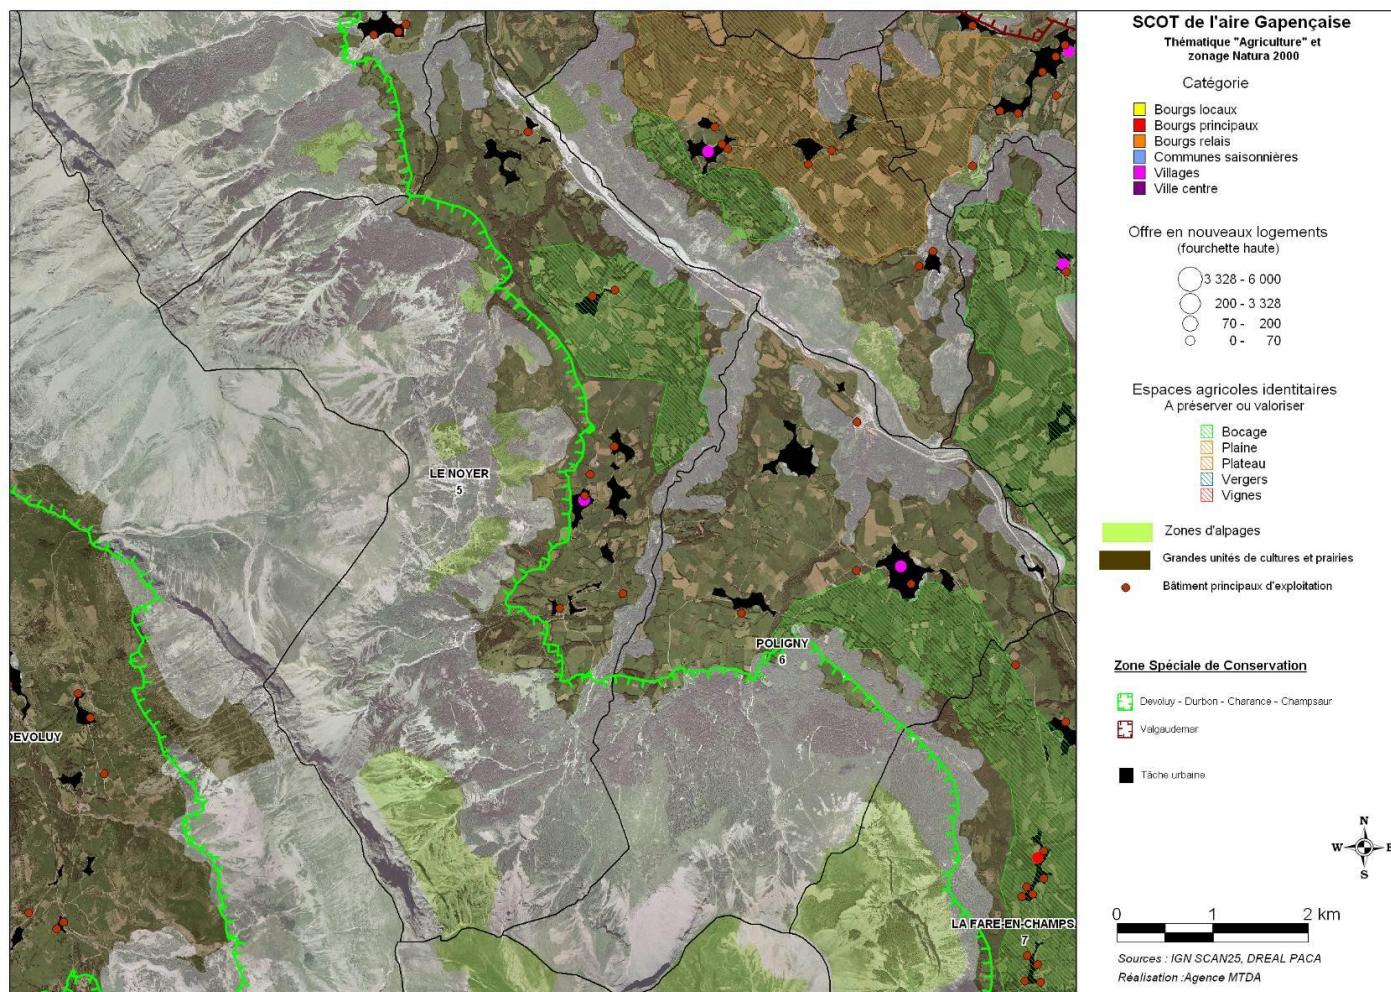 SCOT de l'aire Gapençaise
Thématique "Agriculture" et
zonage Natura 2000
Catégorie
Bourgs locaux
Bourgs principaux
Bourgs relais
Communes saisonnières
Villages
Ville centre
Offre en nouveaux logements
(fourchette haute)
3 328 - 6 000
200 - 3 328
70 - 200
0 - 70
Espaces agricoles identitaires
A préserver ou valoriser
Bocage
Plaine
Plateau
Vergers
Vignes
Zones d'alpages
Grandes unités de cultures et prairies
Bâtiment principaux d'exploitation
Zone Spéciale de Conservation
Devoluy - Durbon - Charance - Champsaur
Valgaudemar
Tâche urbaine
N
W E
S
0 1 2 km
Sources : IGN SCAN25, DREAL PACA
Réalisation :Agence MTDA
LE NOYER
5
POLIGNY
6
DEVOLUY
LA FARE-EN-CHAMPS
7